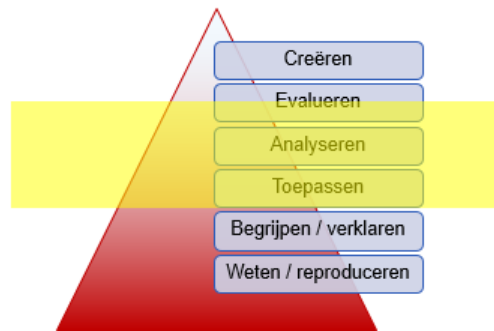 Creëren
Evalueren
Analyseren
Toepassen
Begrijpen / verklaren
Weten / reproduceren